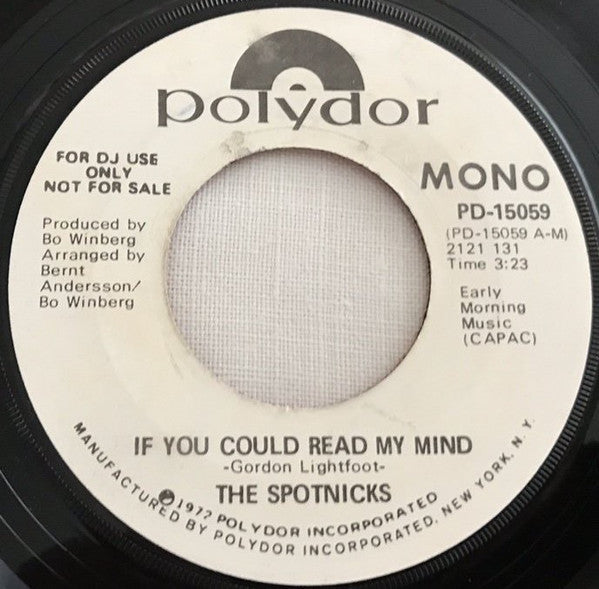 polydor
FOR DJ USE
ONLY
NOT FOR SALE
Produced by
Bo Winberg
Arranged by
Bernt
Andersson/
Bo Winberg
MONO
PD-15059
(PD-15059 A-M)
2121 131
Time 3:23
Early
Morning
Music
(CAPAC)
IF YOU COULD READ MY MIND
-Gordon Lightfoot-
THE SPOTNICKS
℗ 1972 POLYDOR INCORPORATED
MANUFACTURED BY POLYDOR INCORPORATED, NEW YORK, N.Y.